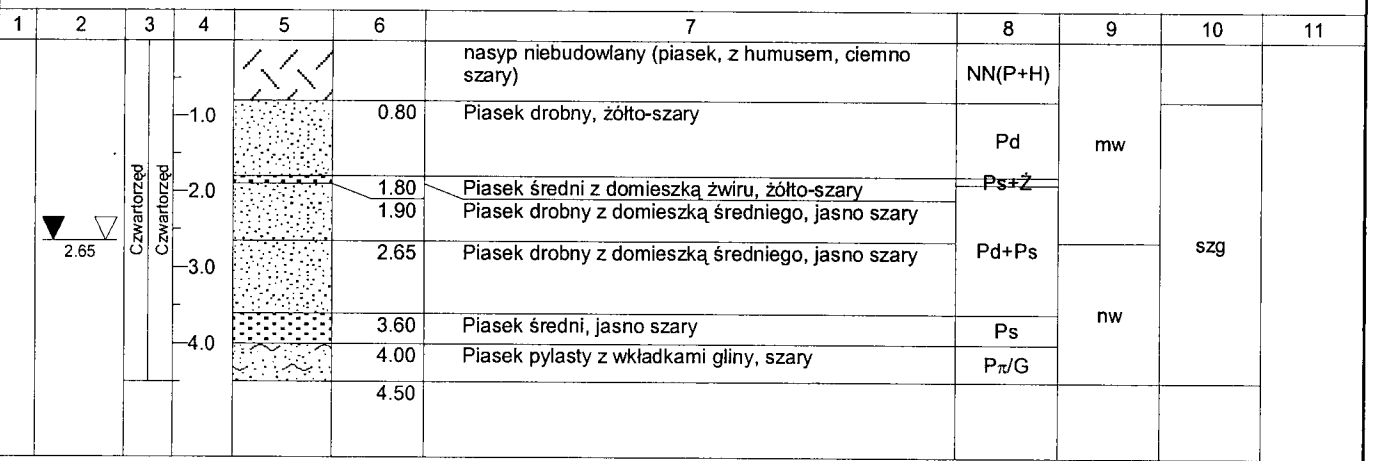 1 2 3 4 5 6 7 8 9 10 11
nasyp niebudowlany (piasek, z humusem, ciemno
szary)
NN(P+H)
1.0
0.80 Piasek drobny, żółto-szary
Pd
mw
Czwartorzęd
Czwartorzęd
2.0
1.80 Piasek średni z domieszką żwiru, żółto-szary
Ps+Ż
1.90 Piasek drobny z domieszką średniego, jasno szary
2.65
2.65 Piasek drobny z domieszką średniego, jasno szary
Pd+Ps
szg
3.0
nw
3.60 Piasek średni, jasno szary
Ps
4.0
4.00 Piasek pylasty z wkładkami gliny, szary
Pπ/G
4.50